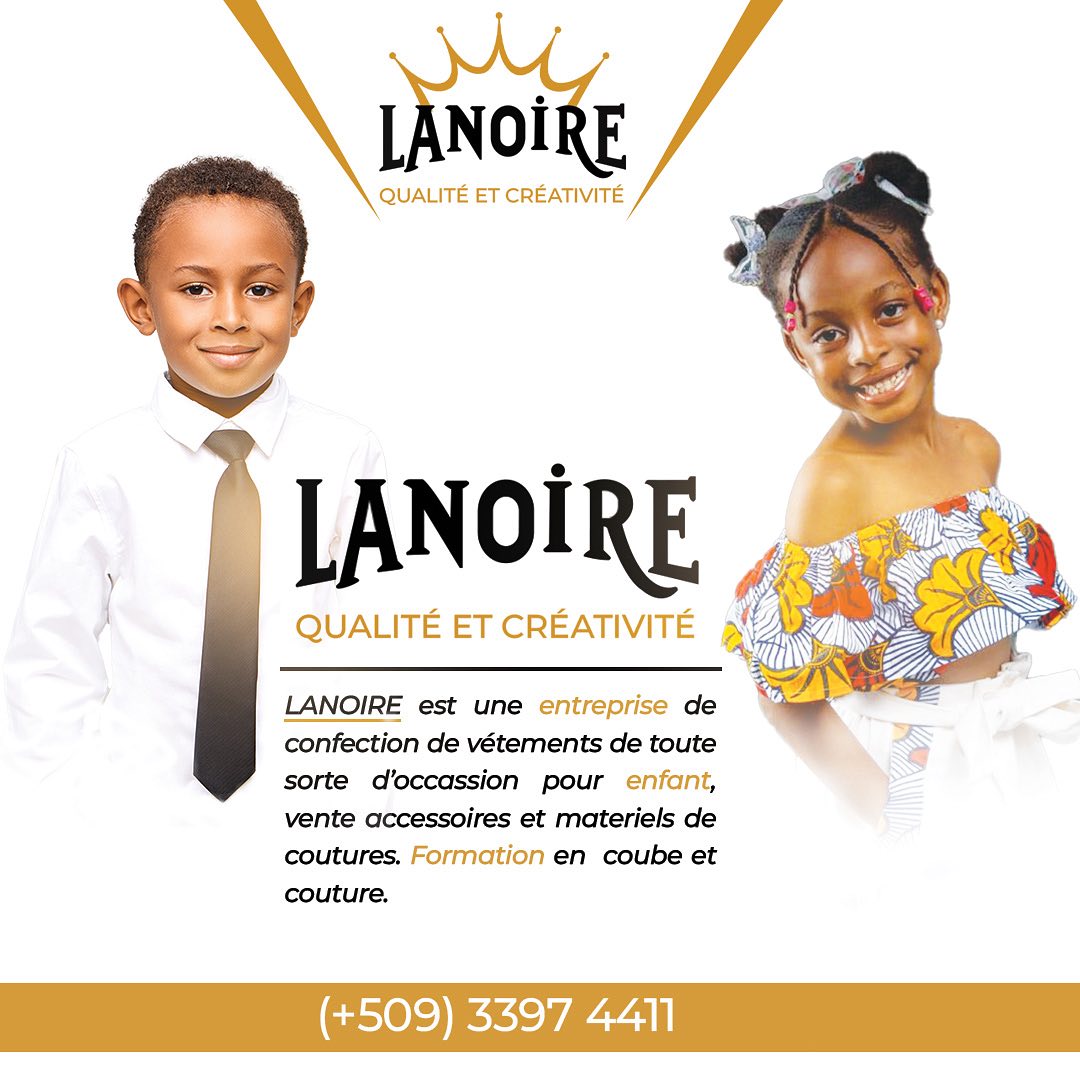 LANOiRE
QUALITÉ ET CRÉATIVITÉ
LANOiRE
QUALITÉ ET CRÉATIVITÉ
LANOIRE est une entreprise de
confection de vétements de toute
sorte d’occassion pour enfant,
vente accessoires et materiels de
coutures. Formation en coube et
couture.
(+509) 3397 4411